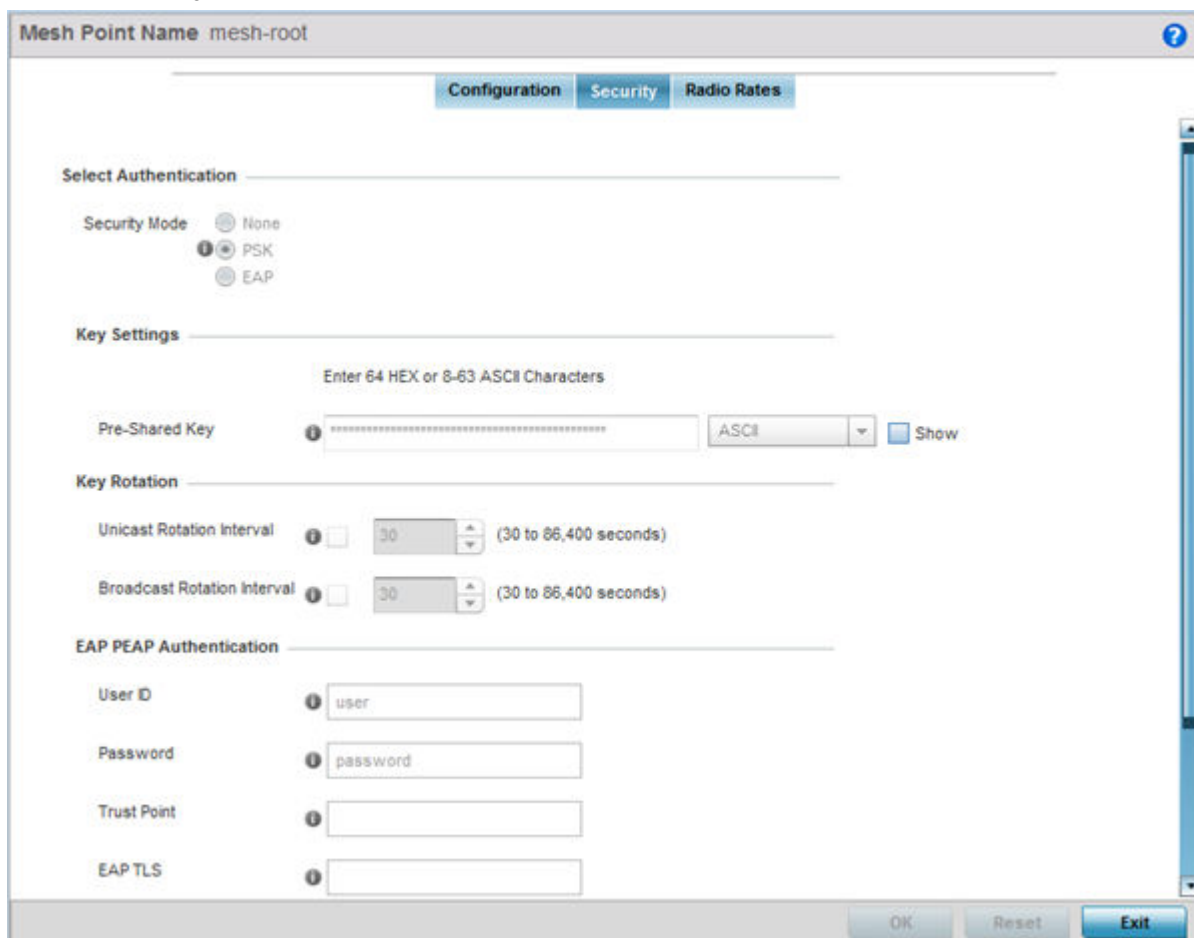 Mesh Point Name mesh-root
Configuration Security Radio Rates
Select Authentication
Security Mode None
PSK
EAP
Key Settings
Enter 64 HEX or 8-63 ASCII Characters
Pre-Shared Key ASCII Show
Key Rotation
Unicast Rotation Interval 30 (30 to 86,400 seconds)
Broadcast Rotation Interval 30 (30 to 86,400 seconds)
EAP PEAP Authentication
User ID user
Password password
Trust Point
EAP TLS
OK Reset Exit